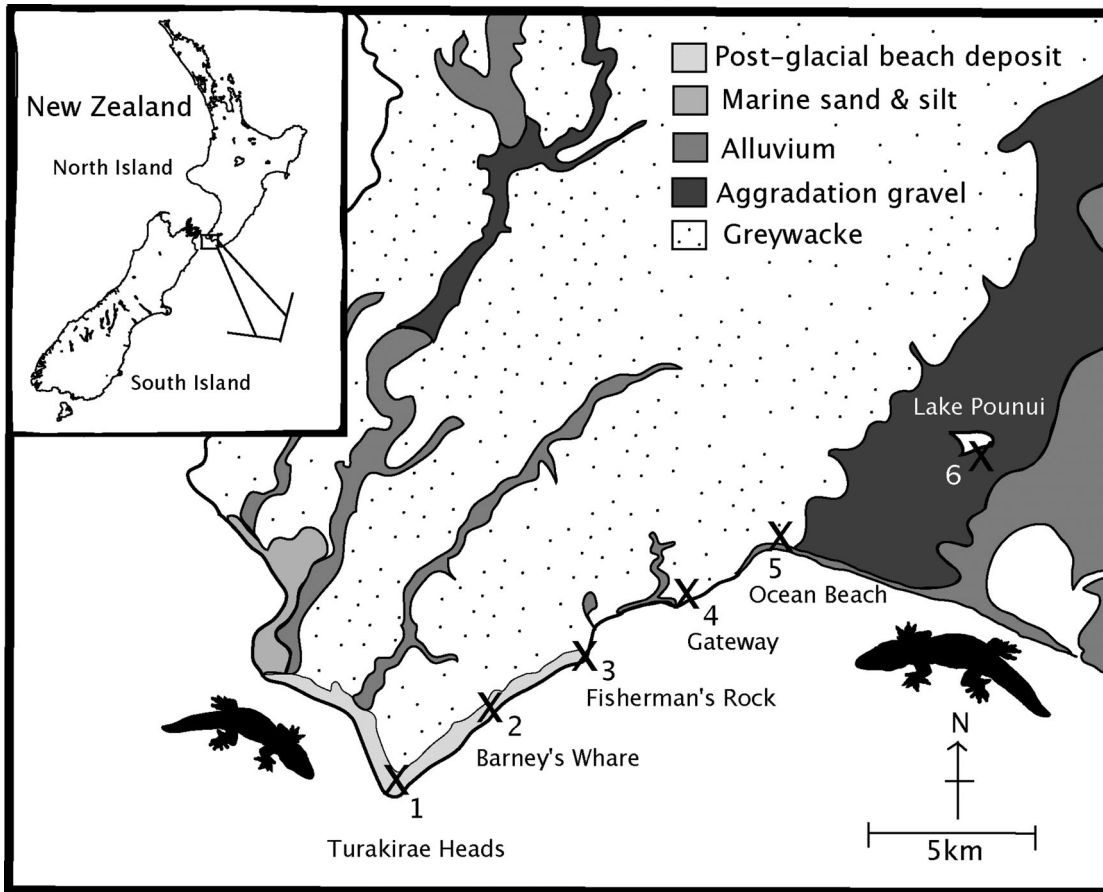 New Zealand
North Island
South Island
Post-glacial beach deposit
Marine sand & silt
Alluvium
Aggradation gravel
Greywacke
Lake Pounui
6
5
Ocean Beach
4
Gateway
3
Fisherman's Rock
2
Barney's Whare
1
Turakirae Heads
N
5km